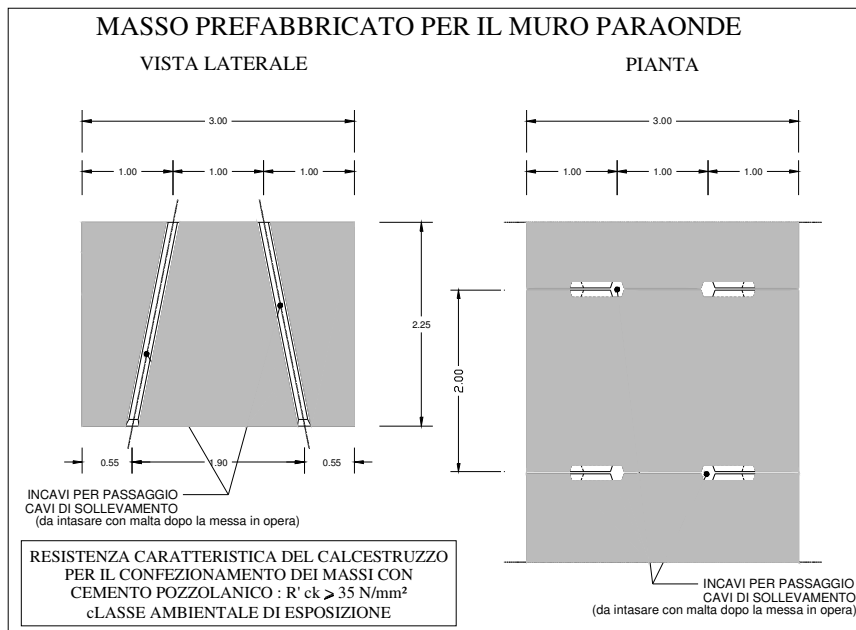 MASSO PREFABBRICATO PER IL MURO PARAONDE
VISTA LATERALE
PIANTA
3.00
3.00
1.00
1.00
1.00
1.00
1.00
1.00
2.25
2.00
0.55
1.90
0.55
INCAVI PER PASSAGGIO
CAVI DI SOLLEVAMENTO
(da intasare con malta dopo la messa in opera)
RESISTENZA CARATTERISTICA DEL CALCESTRUZZO
PER IL CONFEZIONAMENTO DEI MASSI CON
CEMENTO POZZOLANICO : R' ck ⩾ 35 N/mm²
cLASSE AMBIENTALE DI ESPOSIZIONE
INCAVI PER PASSAGGIO
CAVI DI SOLLEVAMENTO
(da intasare con malta dopo la messa in opera)